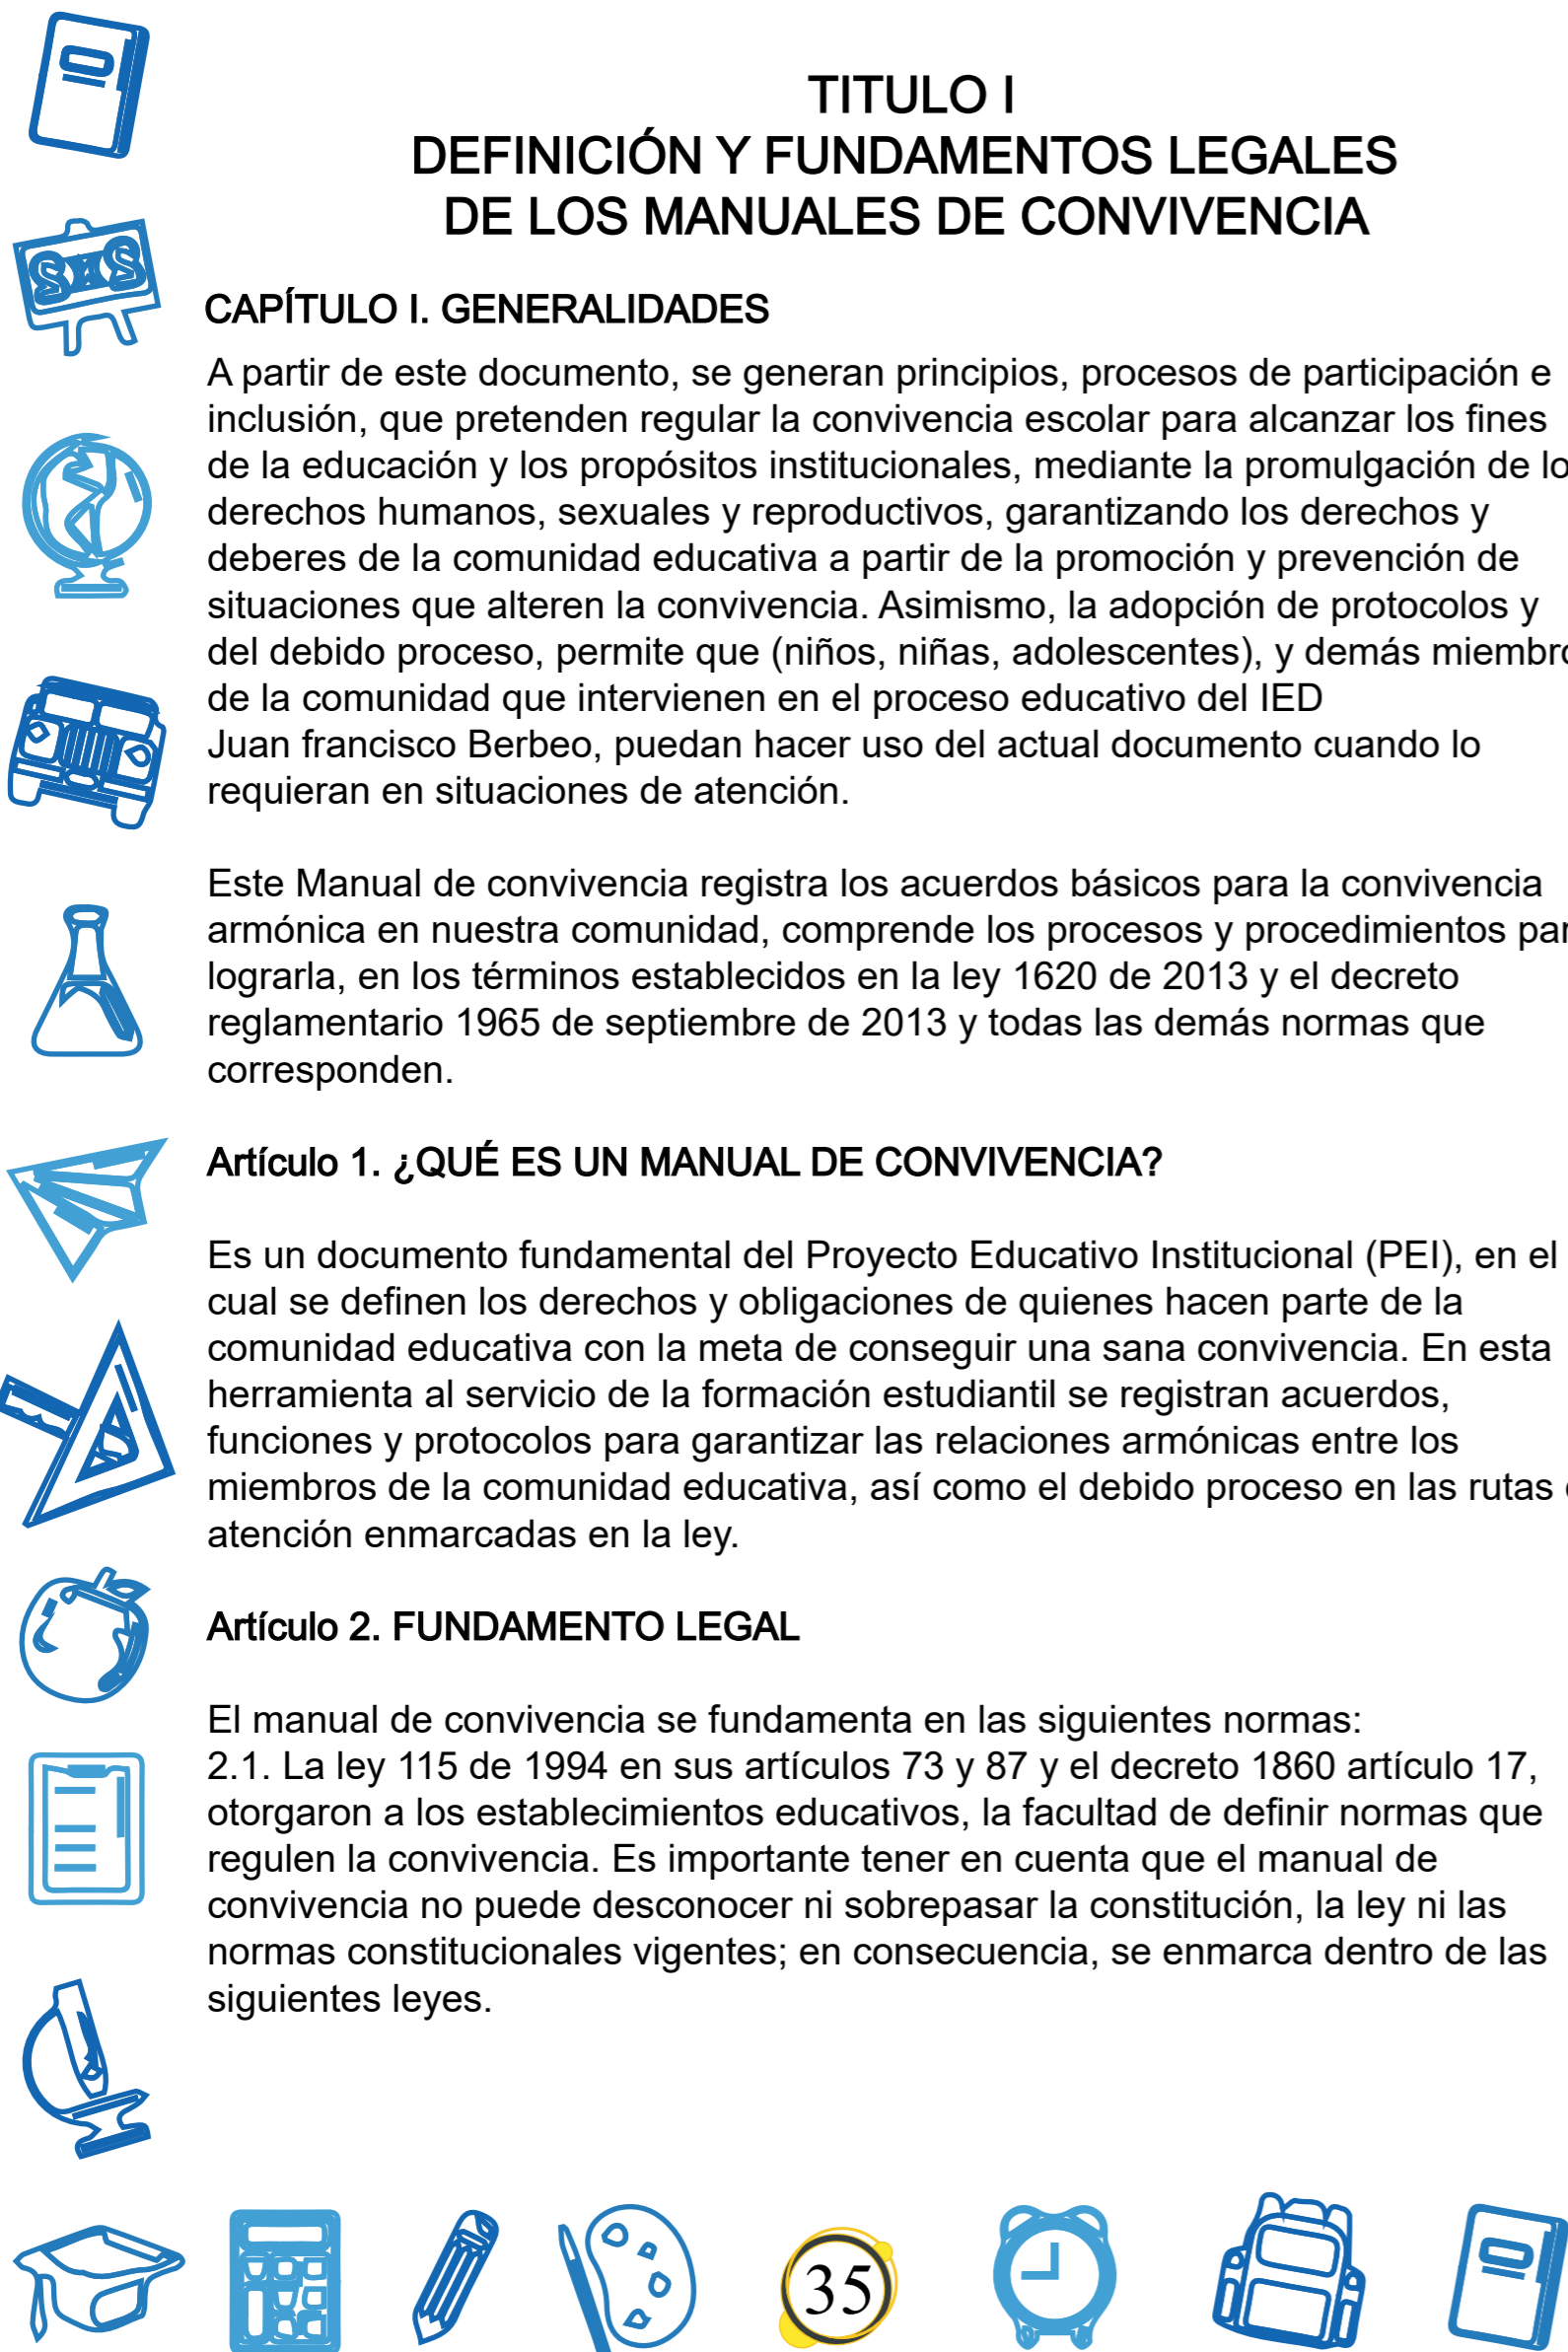 TITULO I
DEFINICIÓN Y FUNDAMENTOS LEGALES
DE LOS MANUALES DE CONVIVENCIA
CAPÍTULO I. GENERALIDADES
A partir de este documento, se generan principios, procesos de participación e
inclusión, que pretenden regular la convivencia escolar para alcanzar los fines
de la educación y los propósitos institucionales, mediante la promulgación de lo
derechos humanos, sexuales y reproductivos, garantizando los derechos y
deberes de la comunidad educativa a partir de la promoción y prevención de
situaciones que alteren la convivencia. Asimismo, la adopción de protocolos y
del debido proceso, permite que (niños, niñas, adolescentes), y demás miembro
de la comunidad que intervienen en el proceso educativo del IED
Juan francisco Berbeo, puedan hacer uso del actual documento cuando lo
requieran en situaciones de atención.
Este Manual de convivencia registra los acuerdos básicos para la convivencia
armónica en nuestra comunidad, comprende los procesos y procedimientos par
lograrla, en los términos establecidos en la ley 1620 de 2013 y el decreto
reglamentario 1965 de septiembre de 2013 y todas las demás normas que
corresponden.
Artículo 1. ¿QUÉ ES UN MANUAL DE CONVIVENCIA?
Es un documento fundamental del Proyecto Educativo Institucional (PEI), en el
cual se definen los derechos y obligaciones de quienes hacen parte de la
comunidad educativa con la meta de conseguir una sana convivencia. En esta
herramienta al servicio de la formación estudiantil se registran acuerdos,
funciones y protocolos para garantizar las relaciones armónicas entre los
miembros de la comunidad educativa, así como el debido proceso en las rutas
atención enmarcadas en la ley.
Artículo 2. FUNDAMENTO LEGAL
El manual de convivencia se fundamenta en las siguientes normas:
2.1. La ley 115 de 1994 en sus artículos 73 y 87 y el decreto 1860 artículo 17,
otorgaron a los establecimientos educativos, la facultad de definir normas que
regulen la convivencia. Es importante tener en cuenta que el manual de
convivencia no puede desconocer ni sobrepasar la constitución, la ley ni las
normas constitucionales vigentes; en consecuencia, se enmarca dentro de las
siguientes leyes.
35